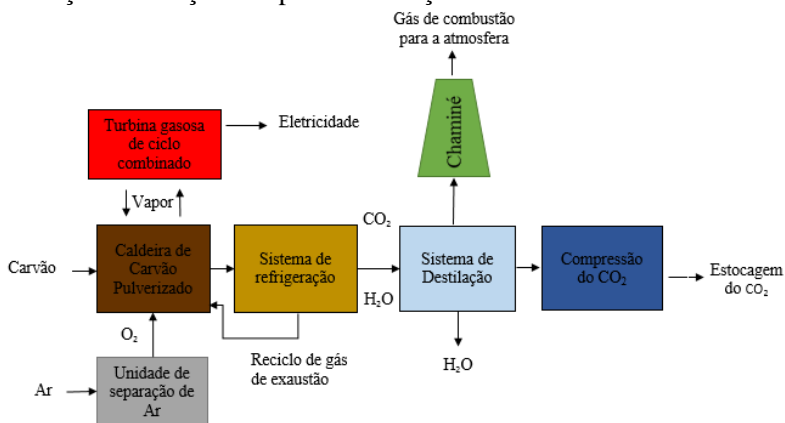 Gás de combustão
para a atmosfera
Chaminé
Turbina gasosa
de ciclo
combinado
Eletricidade
Vapor
Carvão
Caldeira de
Carvão
Pulverizado
Sistema de
refrigeração
CO₂
H₂O
Sistema de
Destilação
Compressão
do CO₂
Estocagem
do CO₂
O₂
Reciclo de gás
de exaustão
H₂O
Ar
Unidade de
separação de
Ar